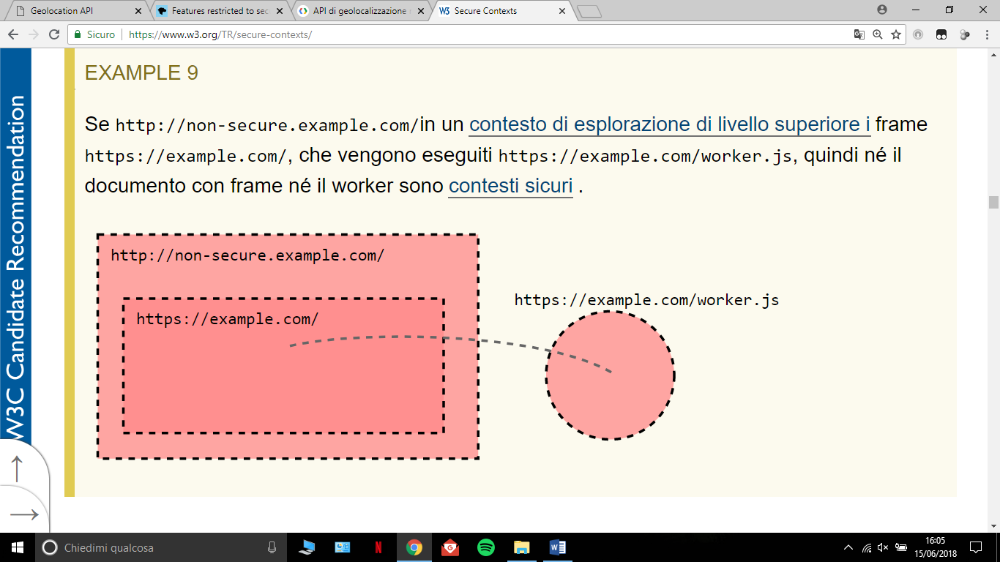 Geolocation API
Features restricted to sec
API di geolocalizzazione
W3 Secure Contexts
Sicuro
https://www.w3.org/TR/secure-contexts/
W3C Candidate Recommendation
EXAMPLE 9
Se http://non-secure.example.com/in un contesto di esplorazione di livello superiore i frame
https://example.com/, che vengono eseguiti https://example.com/worker.js, quindi né il
documento con frame né il worker sono contesti sicuri .
http://non-secure.example.com/
https://example.com/
https://example.com/worker.js
Chiedimi qualcosa
16:05
15/06/2018